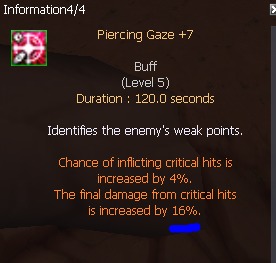 Information4/4
Piercing Gaze +7
Buff
(Level 5)
Duration : 120.0 seconds
Identifies the enemy's weak points.
Chance of inflicting critical hits is
increased by 4%.
The final damage from critical hits
is increased by 16%.